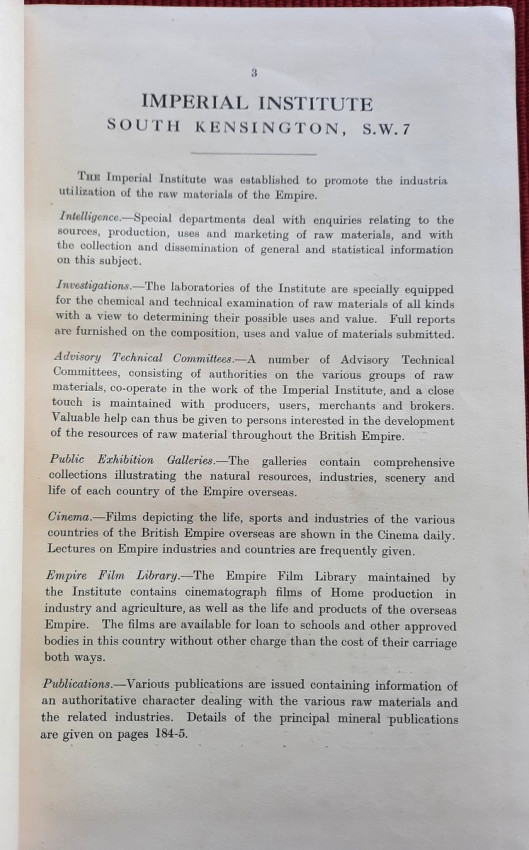 3
IMPERIAL INSTITUTE
SOUTH KENSINGTON, S.W. 7
THE Imperial Institute was established to promote the industria
utilization of the raw materials of the Empire.
Intelligence.—Special departments deal with enquiries relating to the
sources, production, uses and marketing of raw materials, and with
the collection and dissemination of general and statistical information
on this subject.
Investigations.—The laboratories of the Institute are specially equipped
for the chemical and technical examination of raw materials of all kinds
with a view to determining their possible uses and value. Full reports
are furnished on the composition, uses and value of materials submitted.
Advisory Technical Committees.—A number of Advisory Technical
Committees, consisting of authorities on the various groups of raw
materials, co-operate in the work of the Imperial Institute, and a close
touch is maintained with producers, users, merchants and brokers.
Valuable help can thus be given to persons interested in the development
of the resources of raw material throughout the British Empire.
Public Exhibition Galleries.—The galleries contain comprehensive
collections illustrating the natural resources, industries, scenery and
life of each country of the Empire overseas.
Cinema.—Films depicting the life, sports and industries of the various
countries of the British Empire overseas are shown in the Cinema daily.
Lectures on Empire industries and countries are frequently given.
Empire Film Library.—The Empire Film Library maintained by
the Institute contains cinematograph films of Home production in
industry and agriculture, as well as the life and products of the overseas
Empire. The films are available for loan to schools and other approved
bodies in this country without other charge than the cost of their carriage
both ways.
Publications.—Various publications are issued containing information of
an authoritative character dealing with the various raw materials and
the related industries. Details of the principal mineral publications
are given on pages 184-5.